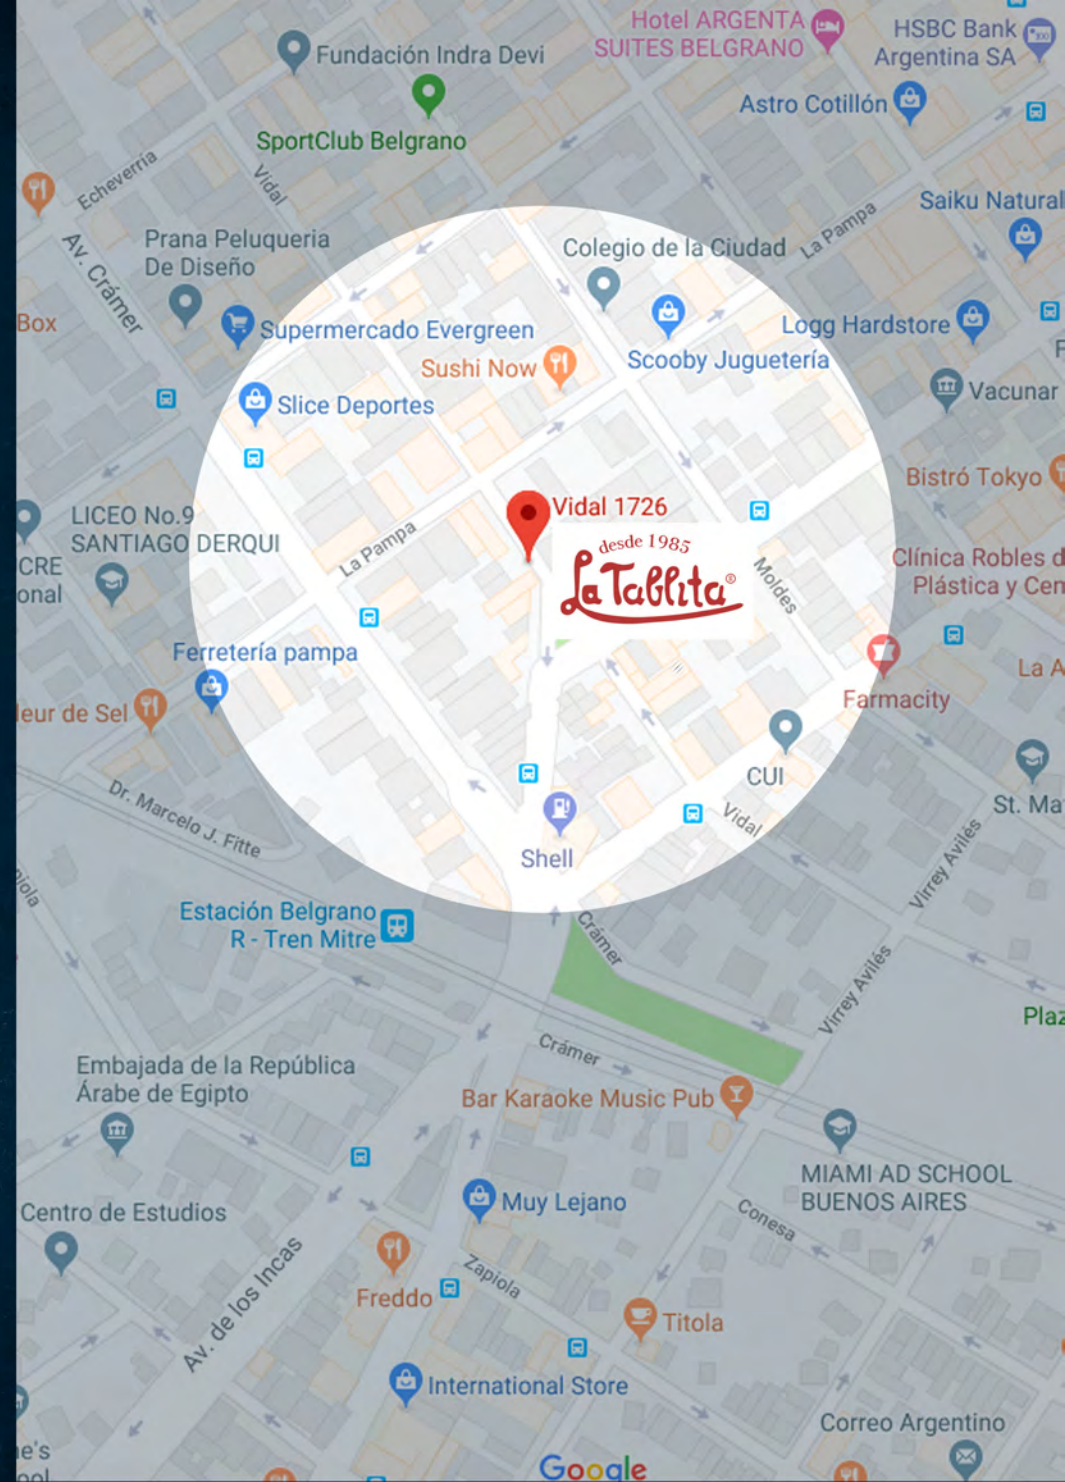 Hotel ARGENTA
SUITES BELGRANO
HSBC Bank
Argentina SA
Fundación Indra Devi
Astro Cotillón
SportClub Belgrano
Echeverría
Vidal
Saiku Natural
Av. Crámer
Prana Peluqueria
De Diseño
Colegio de la Ciudad
La Pampa
Box
Supermercado Evergreen
Logg Hardstore
Sushi Now
Scooby Juguetería
Slice Deportes
Vacunar
Bistró Tokyo
Vidal 1726
LICEO No.9
SANTIAGO DERQUI
La Pampa
desde 1985
La Tablita®
Moldes
CRE
onal
Clínica Robles d
Plástica y Cen
Ferretería pampa
La A
leur de Sel
Farmacity
CUI
Dr. Marcelo J. Fitte
St. Ma
Vidal
Shell
Virrey Avilés
Estación Belgrano
R - Tren Mitre
Crámer
Virrey Avilés
Plaz
Crámer
Embajada de la República
Árabe de Egipto
Bar Karaoke Music Pub
MIAMI AD SCHOOL
BUENOS AIRES
Muy Lejano
Centro de Estudios
Conesa
Av. de los Incas
Zapiola
Freddo
Titola
International Store
Correo Argentino
Google